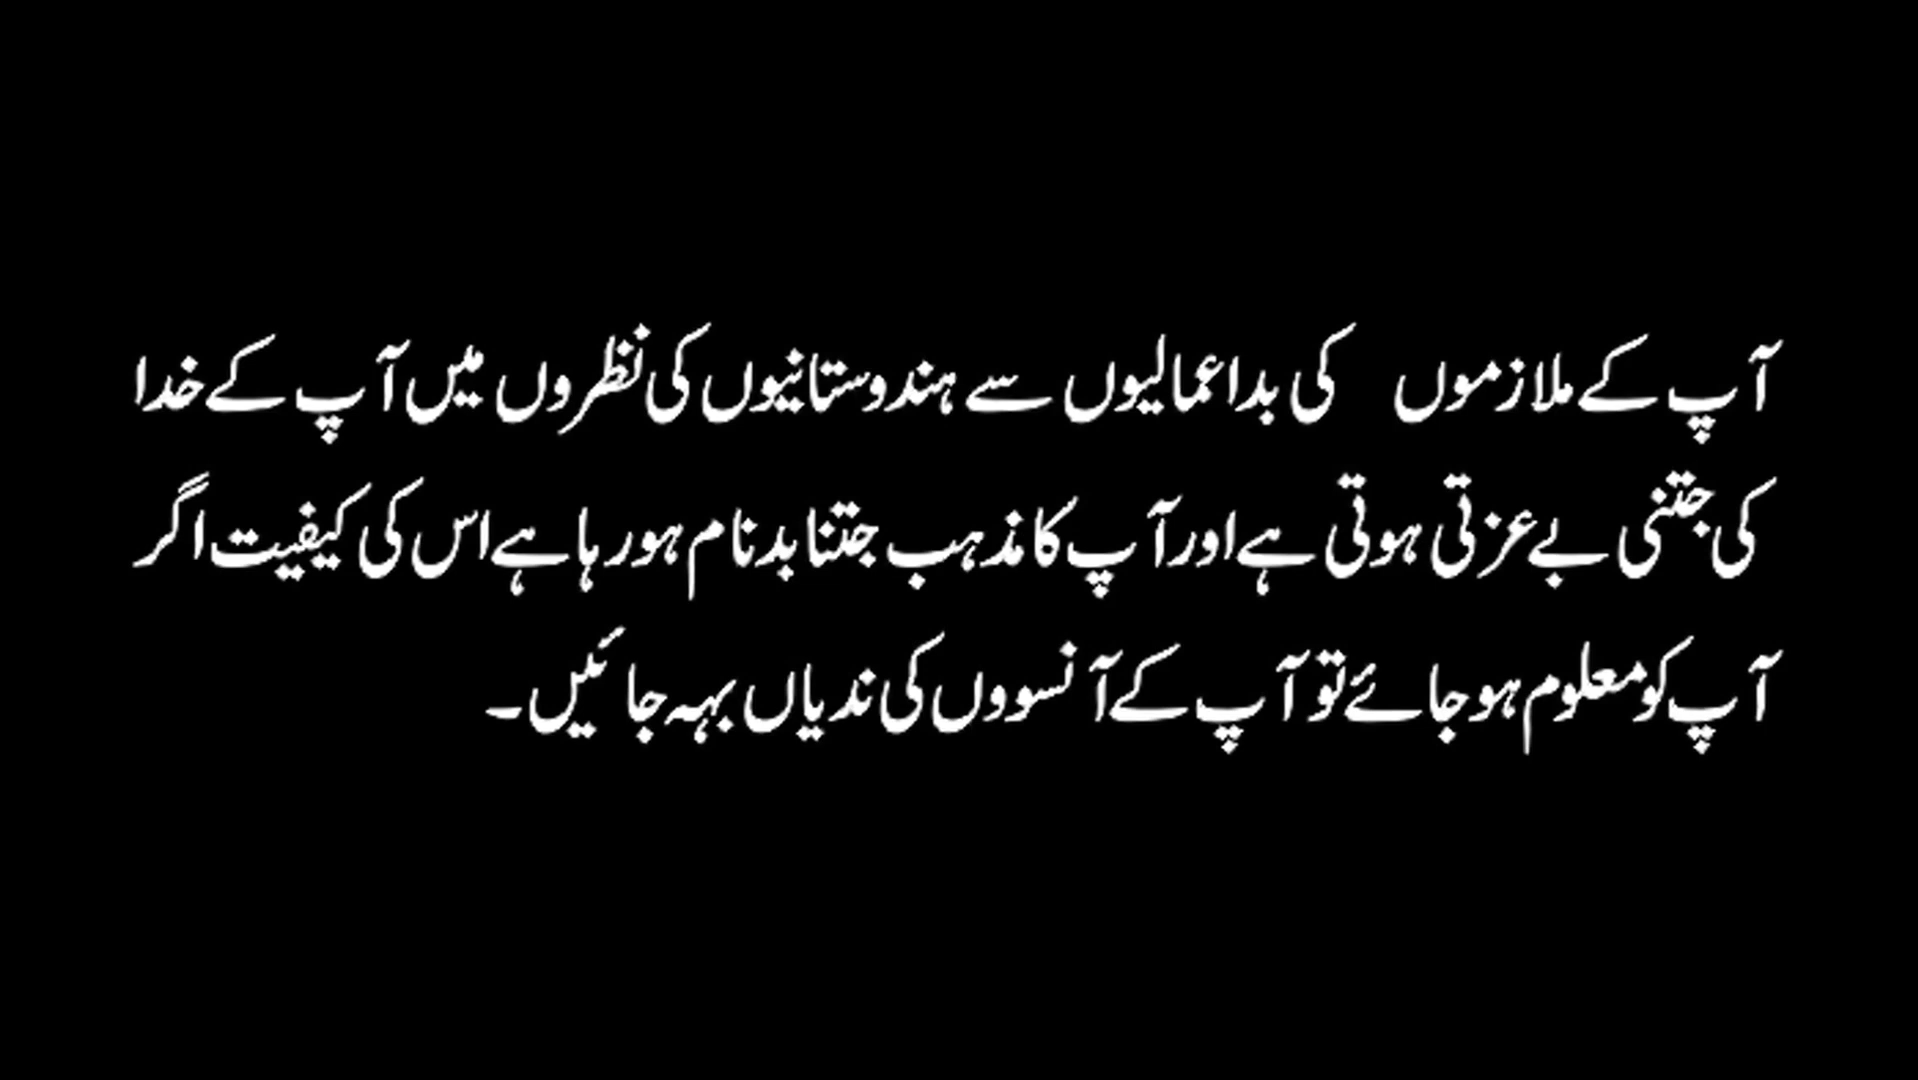 آپ کے ملازموں کی بداعمالیوں سے ہندوستانیوں کی نظروں میں آپ کے خدا
کی جتنی بے عزتی ہوتی ہے اور آپ کا مذہب جتنا بدنام ہو رہا ہے اس کی کیفیت اگر
آپ کو معلوم ہو جائے تو آپ کے آنسووں کی ندیاں بہہ جائیں۔